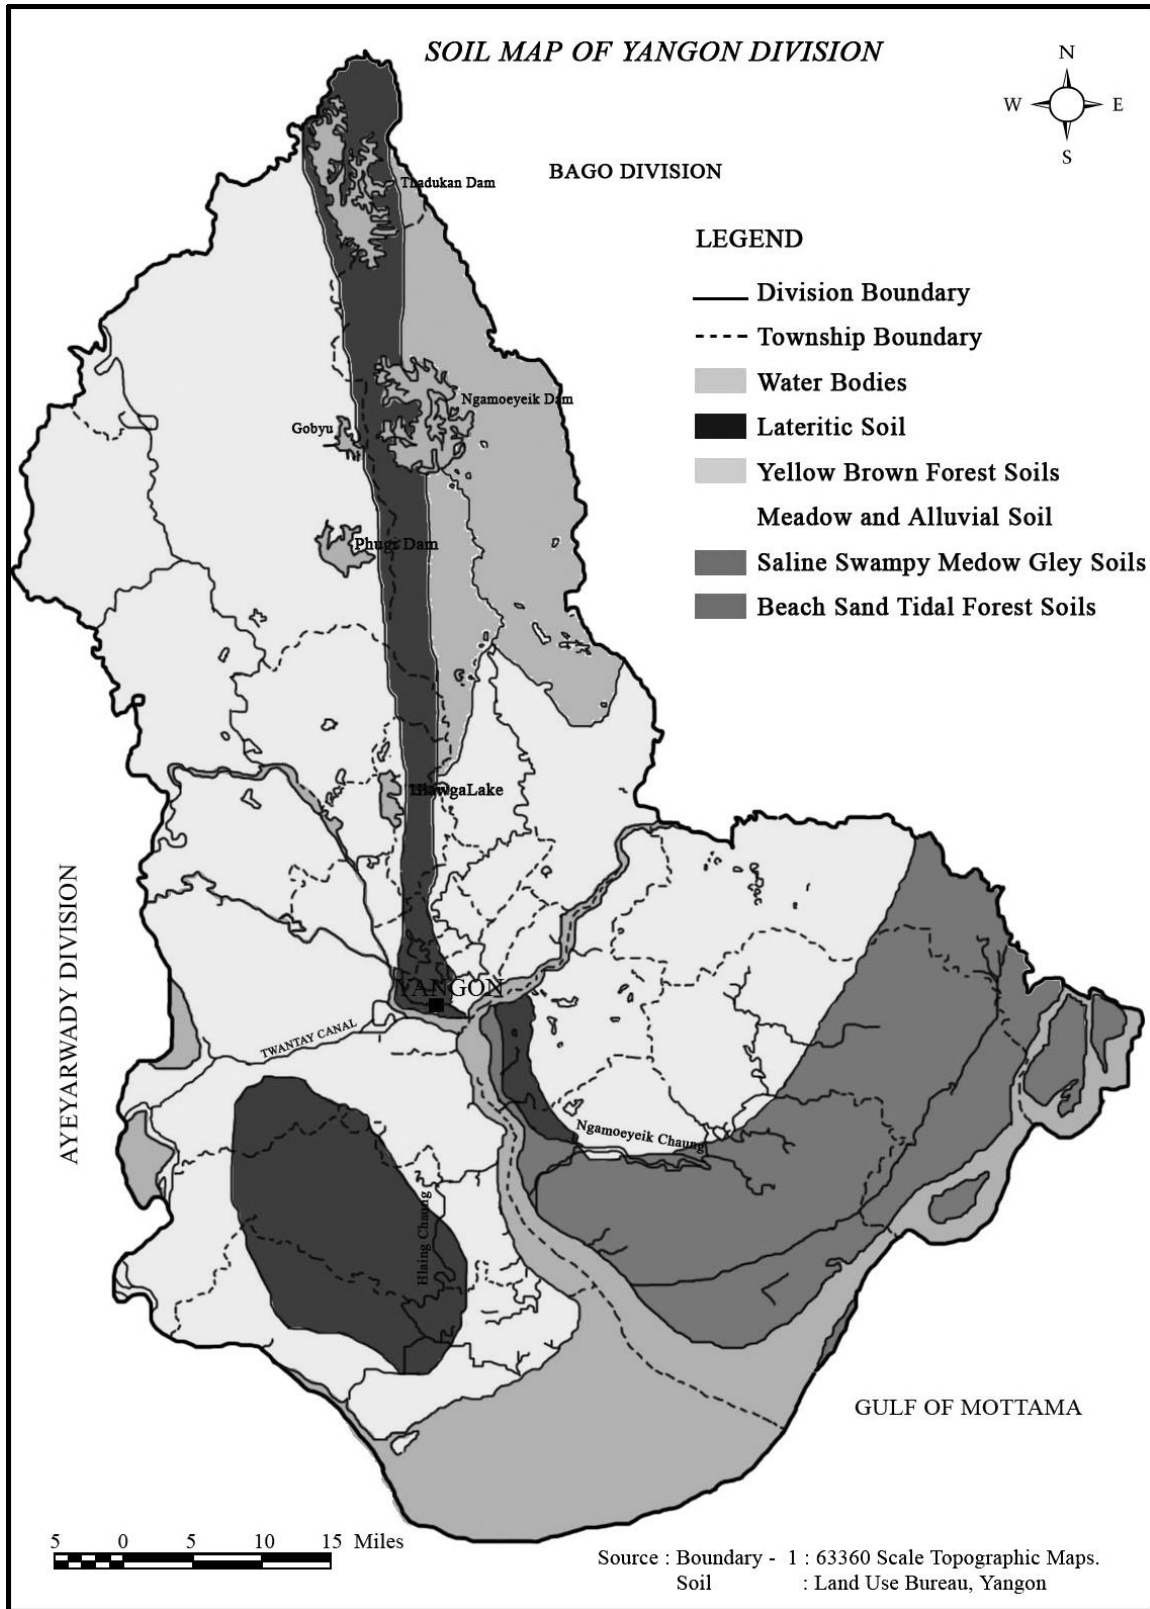 SOIL MAP OF YANGON DIVISION
N
W E
S
BAGO DIVISION
Thadukan Dam
LEGEND
Division Boundary
Township Boundary
Water Bodies
Lateritic Soil
Yellow Brown Forest Soils
Meadow and Alluvial Soil
Saline Swampy Medow Gley Soils
Beach Sand Tidal Forest Soils
Ngamoeyeik Dam
Gobyu
Phugi Dam
HlawgaLake
AYEYARWADY DIVISION
YANGON
TWANTAY CANAL
Ngamoeyeik Chaung
Hlaing Chaung
GULF OF MOTTAMA
5 0 5 10 15 Miles
Source : Boundary - 1 : 63360 Scale Topographic Maps.
Soil : Land Use Bureau, Yangon